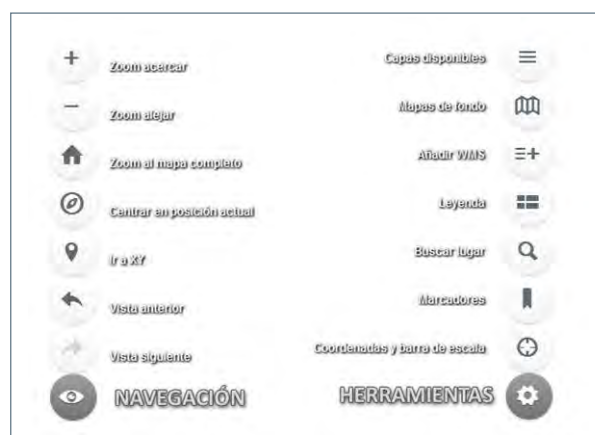 Zoom acercar
Zoom alejar
Zoom al mapa completo
Centrar en posición actual
Ir a XY
Vista anterior
Vista siguiente
NAVEGACIÓN
Capas disponibles
Mapas de fondo
Añadir WMS
Leyenda
Buscar lugar
Marcadores
Coordenadas y barra de escala
HERRAMIENTAS